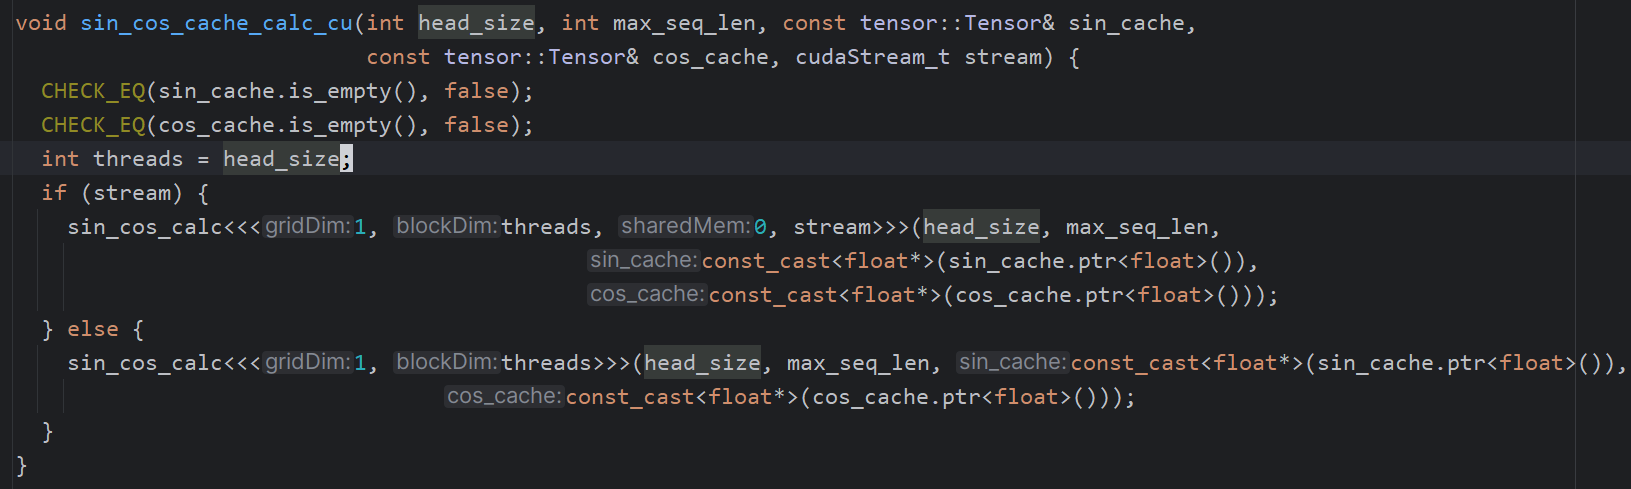 void sin_cos_cache_calc_cu(int head_size, int max_seq_len, const tensor::Tensor& sin_cache,
const tensor::Tensor& cos_cache, cudaStream_t stream) {
CHECK_EQ(sin_cache.is_empty(), false);
CHECK_EQ(cos_cache.is_empty(), false);
int threads = head_size;
if (stream) {
sin_cos_calc<<<gridDim:1, blockDim:threads, sharedMem:0, stream>>>(head_size, max_seq_len,
sin_cache:const_cast<float*>(sin_cache.ptr<float>()),
cos_cache:const_cast<float*>(cos_cache.ptr<float>()));
} else {
sin_cos_calc<<<gridDim:1, blockDim:threads>>>(head_size, max_seq_len, sin_cache:const_cast<float*>(sin_cache.ptr<float>()),
cos_cache:const_cast<float*>(cos_cache.ptr<float>()));
}
}